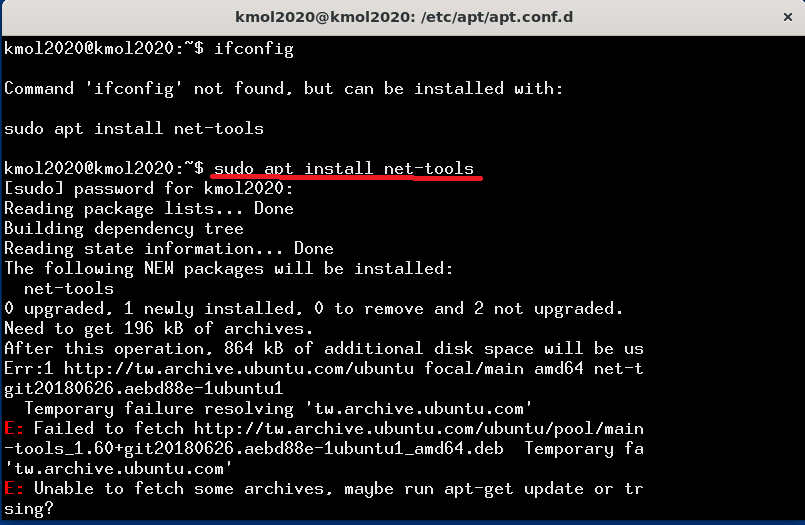 kmol2020@kmol2020: /etc/apt/apt.conf.d ×
kmol2020@kmol2020:~$ ifconfig
Command 'ifconfig' not found, but can be installed with:
sudo apt install net-tools
kmol2020@kmol2020:~$ sudo apt install net-tools
[sudo] password for kmol2020:
Reading package lists... Done
Building dependency tree
Reading state information... Done
The following NEW packages will be installed:
  net-tools
0 upgraded, 1 newly installed, 0 to remove and 2 not upgraded.
Need to get 196 kB of archives.
After this operation, 864 kB of additional disk space will be us
Err:1 http://tw.archive.ubuntu.com/ubuntu focal/main amd64 net-t
git20180626.aebd88e-1ubuntu1
  Temporary failure resolving 'tw.archive.ubuntu.com'
E: Failed to fetch http://tw.archive.ubuntu.com/ubuntu/pool/main
-tools_1.60+git20180626.aebd88e-1ubuntu1_amd64.deb  Temporary fa
'tw.archive.ubuntu.com'
E: Unable to fetch some archives, maybe run apt-get update or tr
sing?